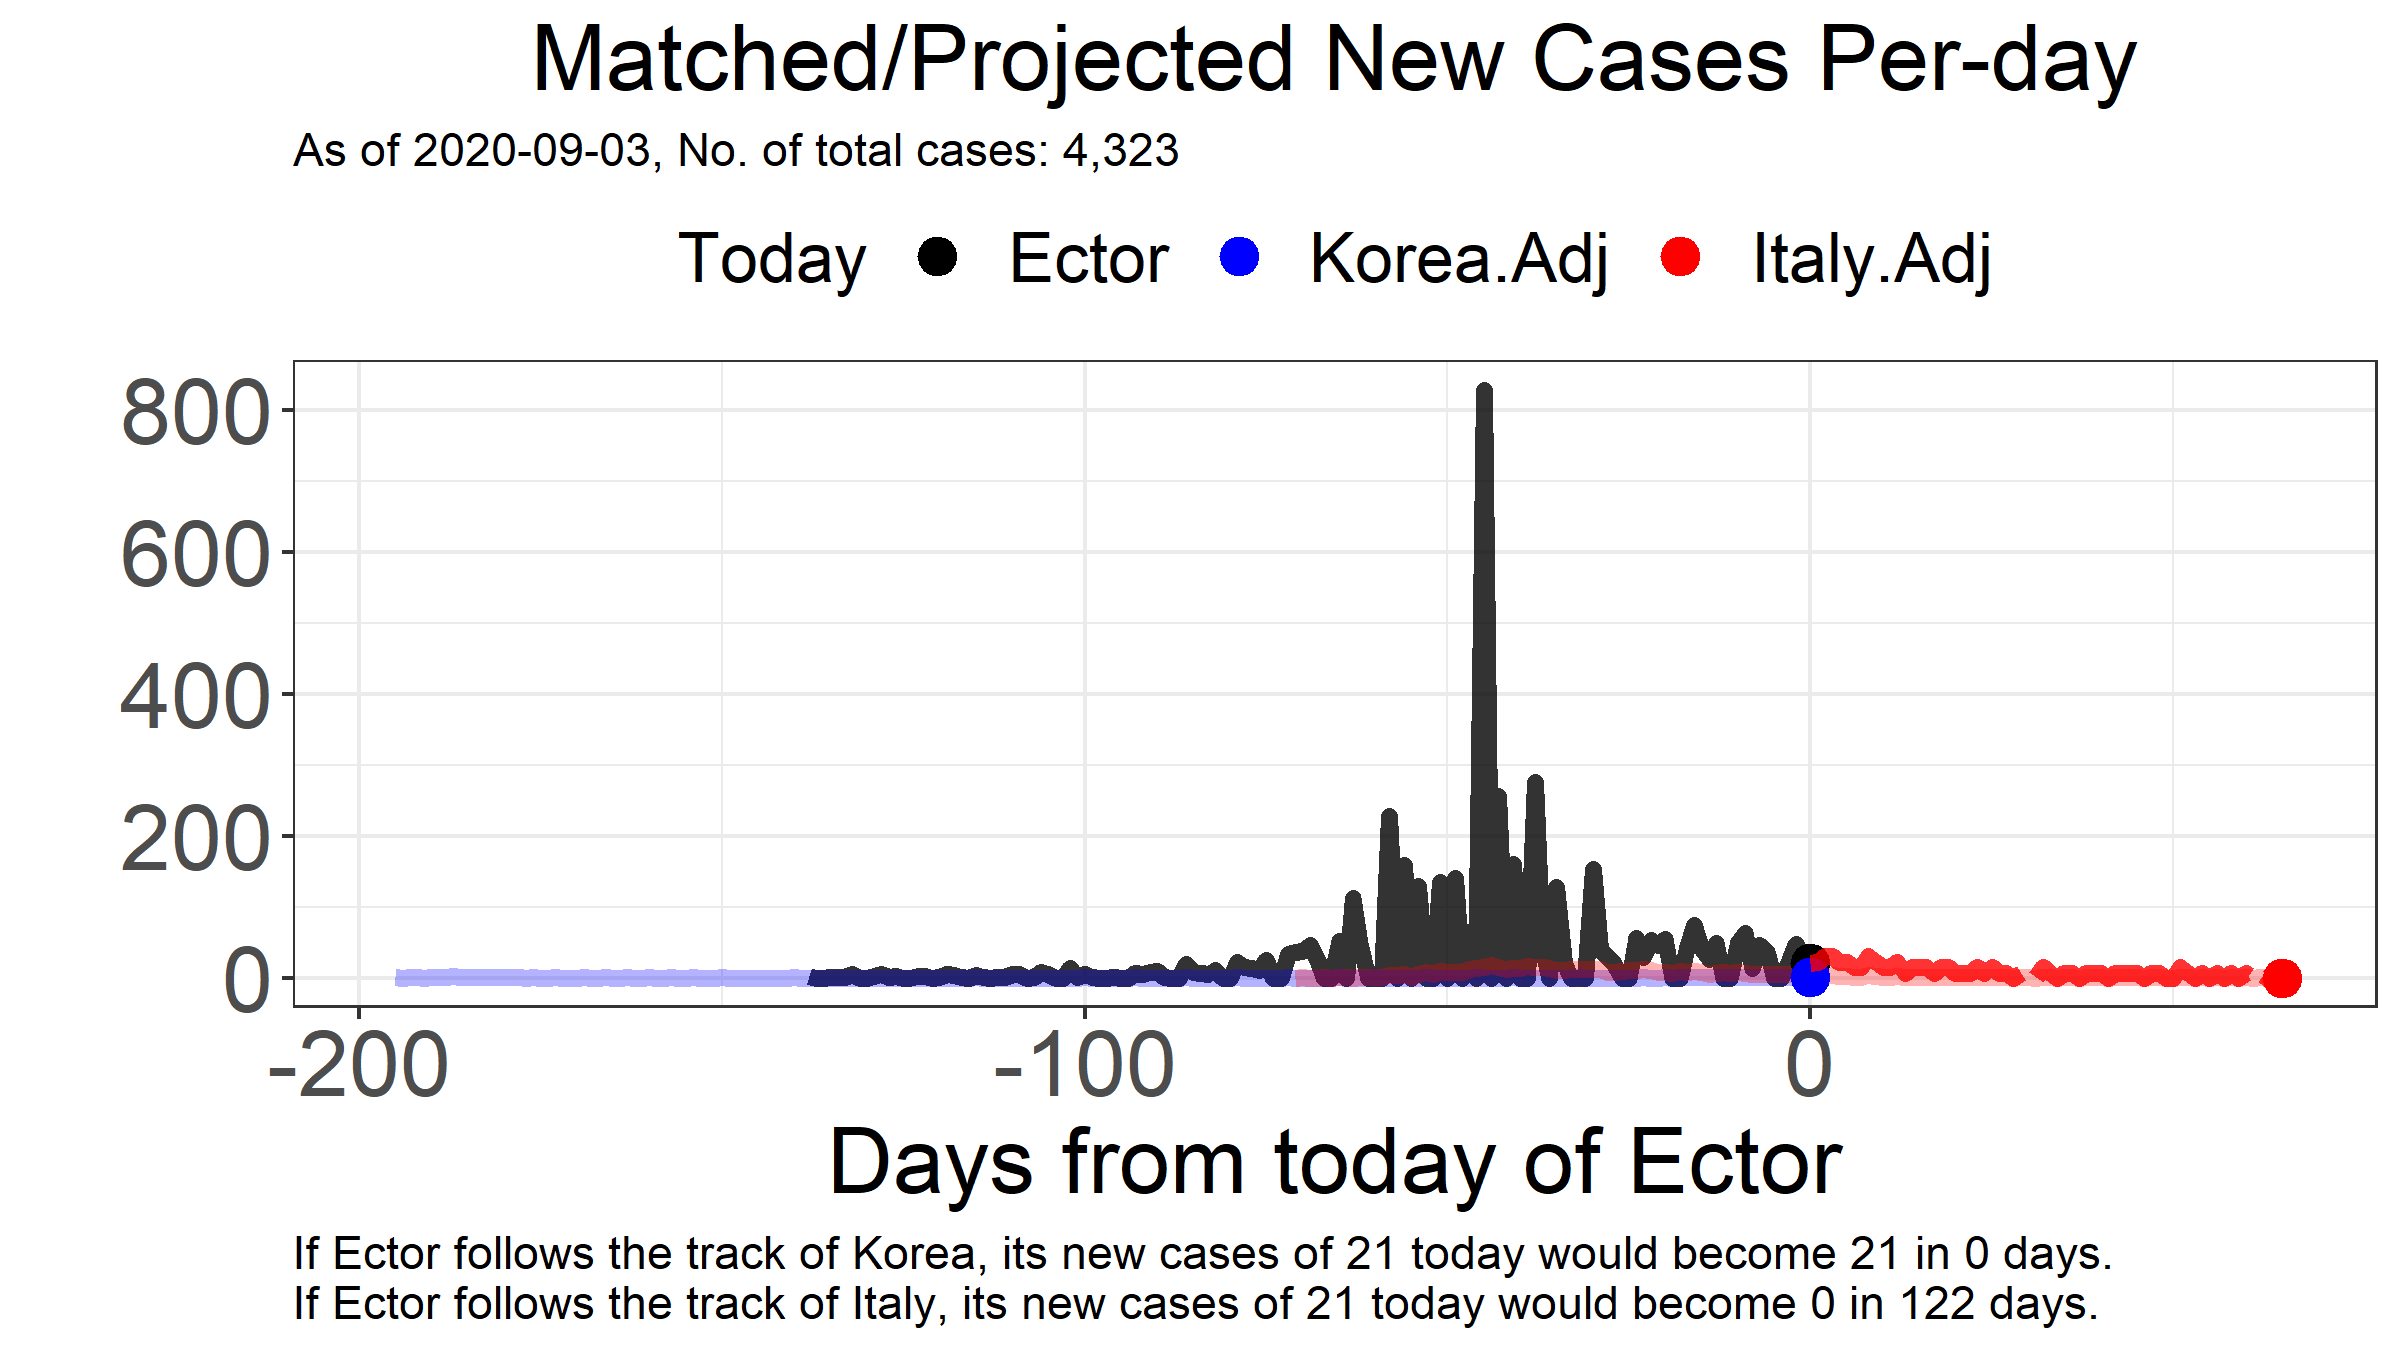 Matched/Projected New Cases Per-day
As of 2020-09-03, No. of total cases: 4,323
Today Ector Korea.Adj Italy.Adj
800
600
400
200
0
-200 -100 0
Days from today of Ector
If Ector follows the track of Korea, its new cases of 21 today would become 21 in 0 days.
If Ector follows the track of Italy, its new cases of 21 today would become 0 in 122 days.